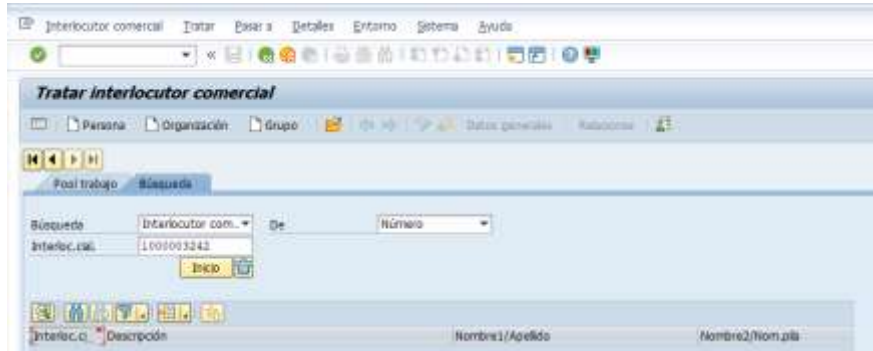 Interlocutor comercial Tratar Pasar a Detalles Entorno Sistema Ayuda
Tratar interlocutor comercial
Persona Organización Grupo Datos generales Relaciones
Pool trabajo Búsqueda
Búsqueda Interlocutor com.. De Número
Interloc.cial. 1000003242
Inicio
Interloc.c Descripción Nombre1/Apellido Nombre2/Nom.pila